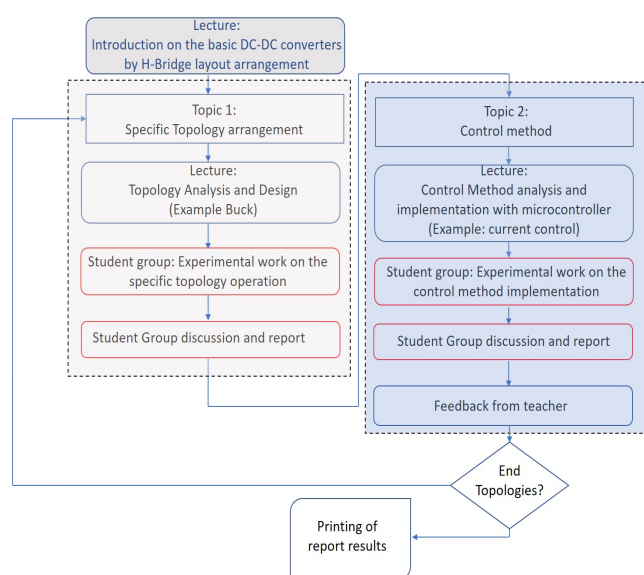 Lecture:
Introduction on the basic DC-DC converters
by H-Bridge layout arrangement
Topic 1:
Specific Topology arrangement
Lecture:
Topology Analysis and Design
(Example Buck)
Student group: Experimental work on the
specific topology operation
Student Group discussion and report
Topic 2:
Control method
Lecture:
Control Method analysis and
implementation with microcontroller
(Example: current control)
Student group: Experimental work on the
control method implementation
Student Group discussion and report
Feedback from teacher
End
Topologies?
Printing of
report results